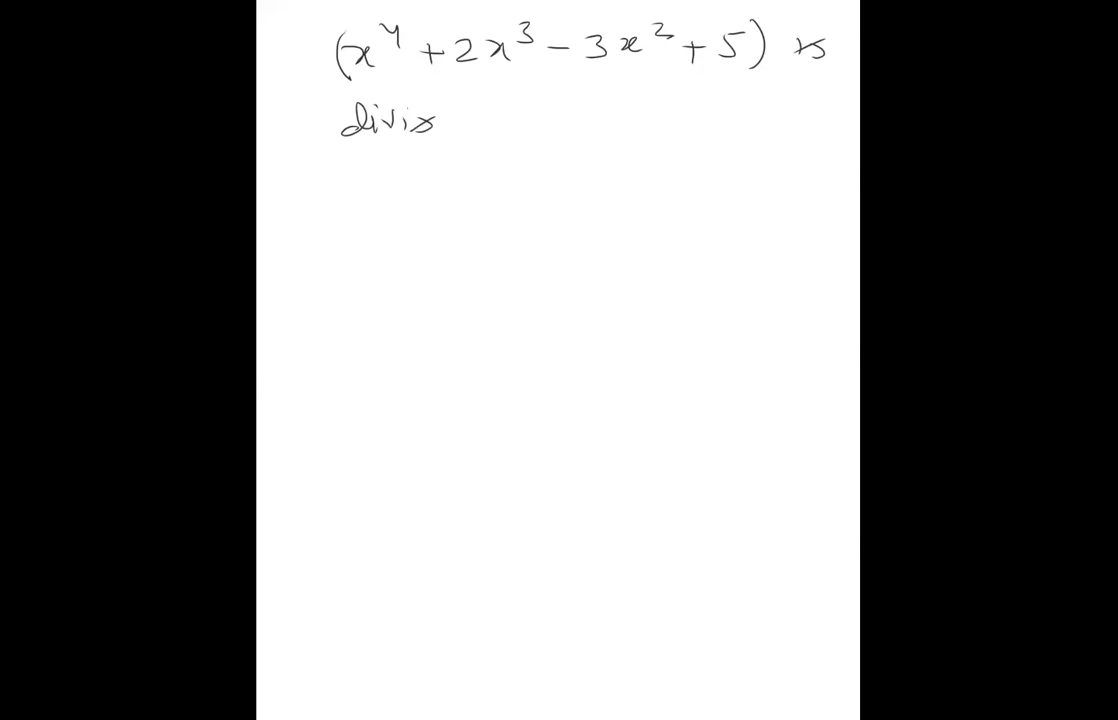 (x⁴ + 2x³ - 3x² + 5) is
divis